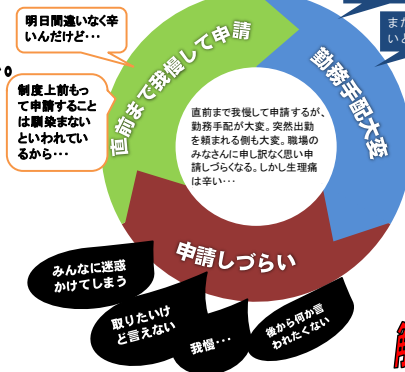 明日間違いなく辛
いんだけど・・・
。
制度上前もっ
て申請すること
は馴染まない
といわれてい
るから・・・
直前まで我慢して申請
勤務手配大変
直前まで我慢して申請するが、
勤務手配が大変。突然出勤
を頼まれる側も大変。職場の
みなさんに申し訳なく思い申
請しづらくなる。しかし生理痛
は辛い・・・
申請しづらい
みんなに迷惑
かけてしまう
取りたいけ
ど言えない
我慢・・・
後から何か言
われたくない
ま
いと